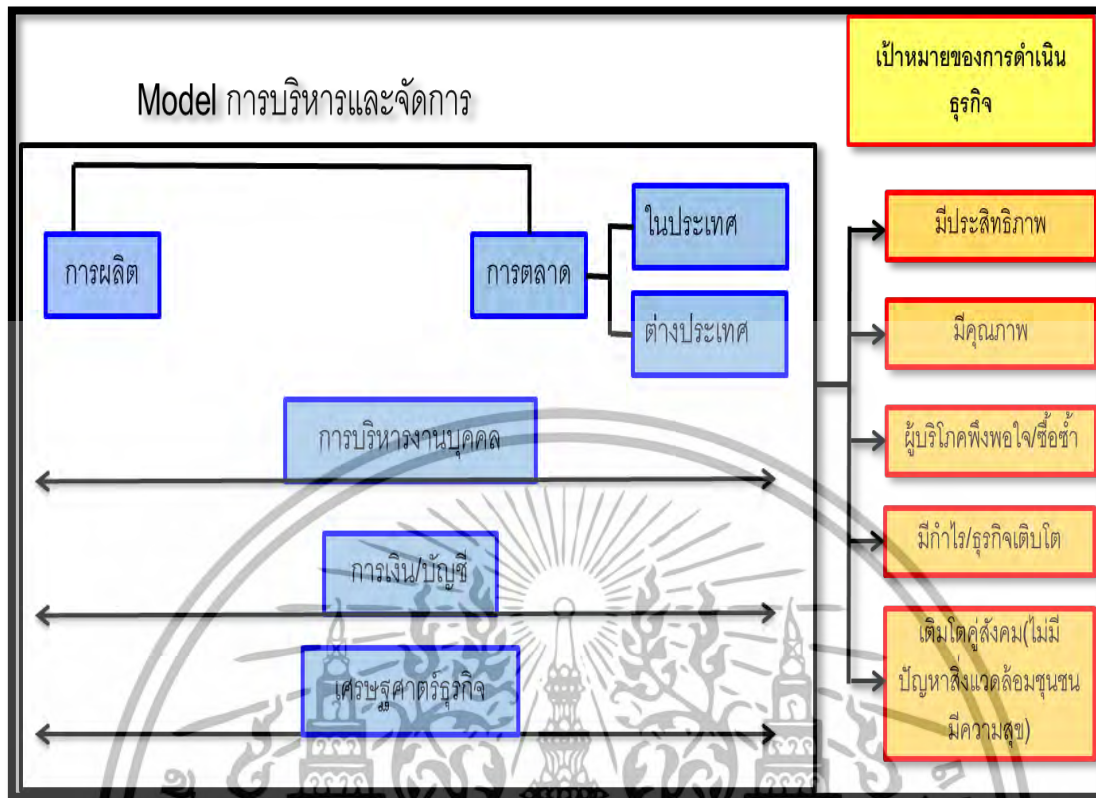 Model การบริหารและจัดการ
เป้าหมายของการดำเนิน
ธุรกิจ
การผลิต
การตลาด
ในประเทศ
ต่างประเทศ
การบริหารงานบุคคล
การเงิน/บัญชี
เศรษฐศาตร์ธุรกิจ
มีประสิทธิภาพ
มีคุณภาพ
ผู้บริโภคพึงพอใจ/ซื้อซ้ำ
มีกำไร/ธุรกิจเติบโต
เติมโตคู่สังคม(ไม่มี
ปัญหาสิ่งแวดล้อมชุนชน
มีความสุข)